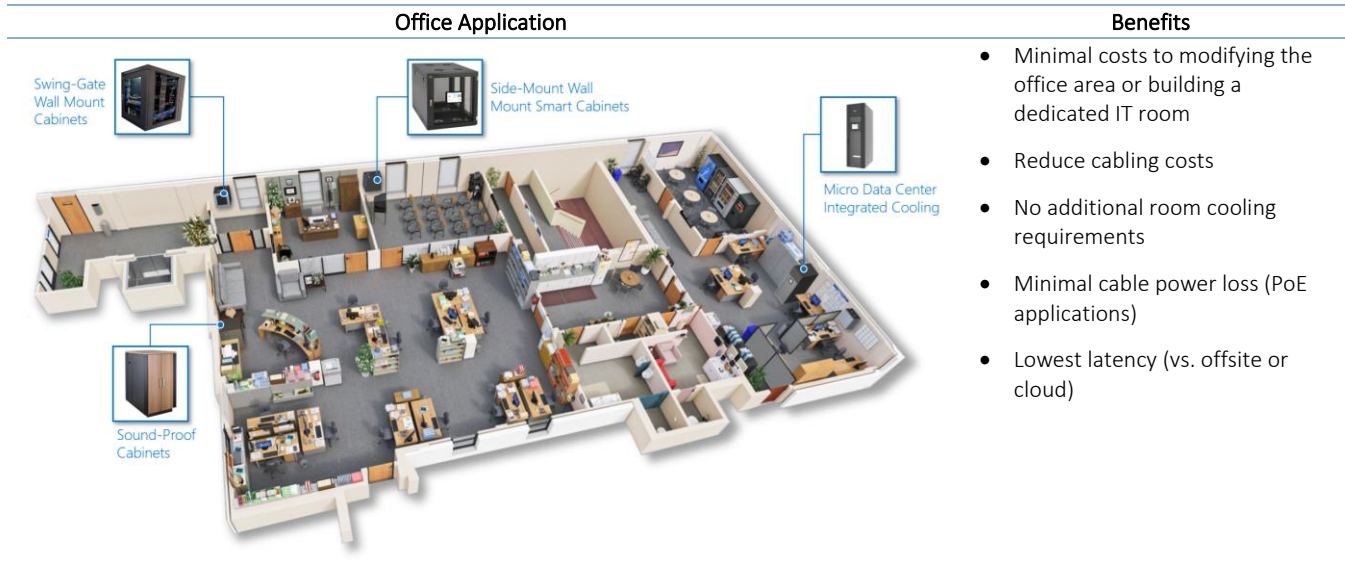 Office Application
Benefits
Swing-Gate
Wall Mount
Cabinets
Side-Mount Wall
Mount Smart Cabinets
Micro Data Center
Integrated Cooling
Sound-Proof
Cabinets
• Minimal costs to modifying the
office area or building a
dedicated IT room
• Reduce cabling costs
• No additional room cooling
requirements
• Minimal cable power loss (PoE
applications)
• Lowest latency (vs. offsite or
cloud)